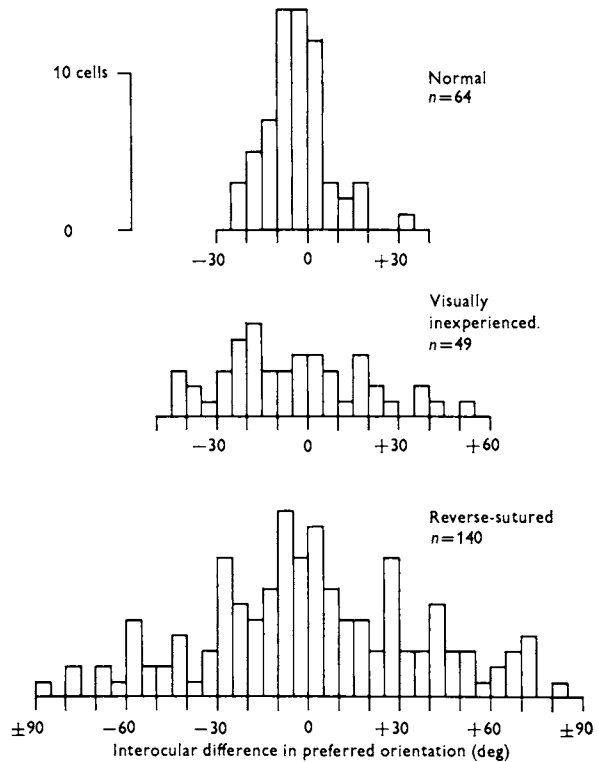 10 cells
0
Normal
n=64
−30 0 +30
Visually
inexperienced.
n=49
−30 0 +30 +60
Reverse-sutured
n=140
±90 −60 −30 0 +30 +60 ±90
Interocular difference in preferred orientation (deg)